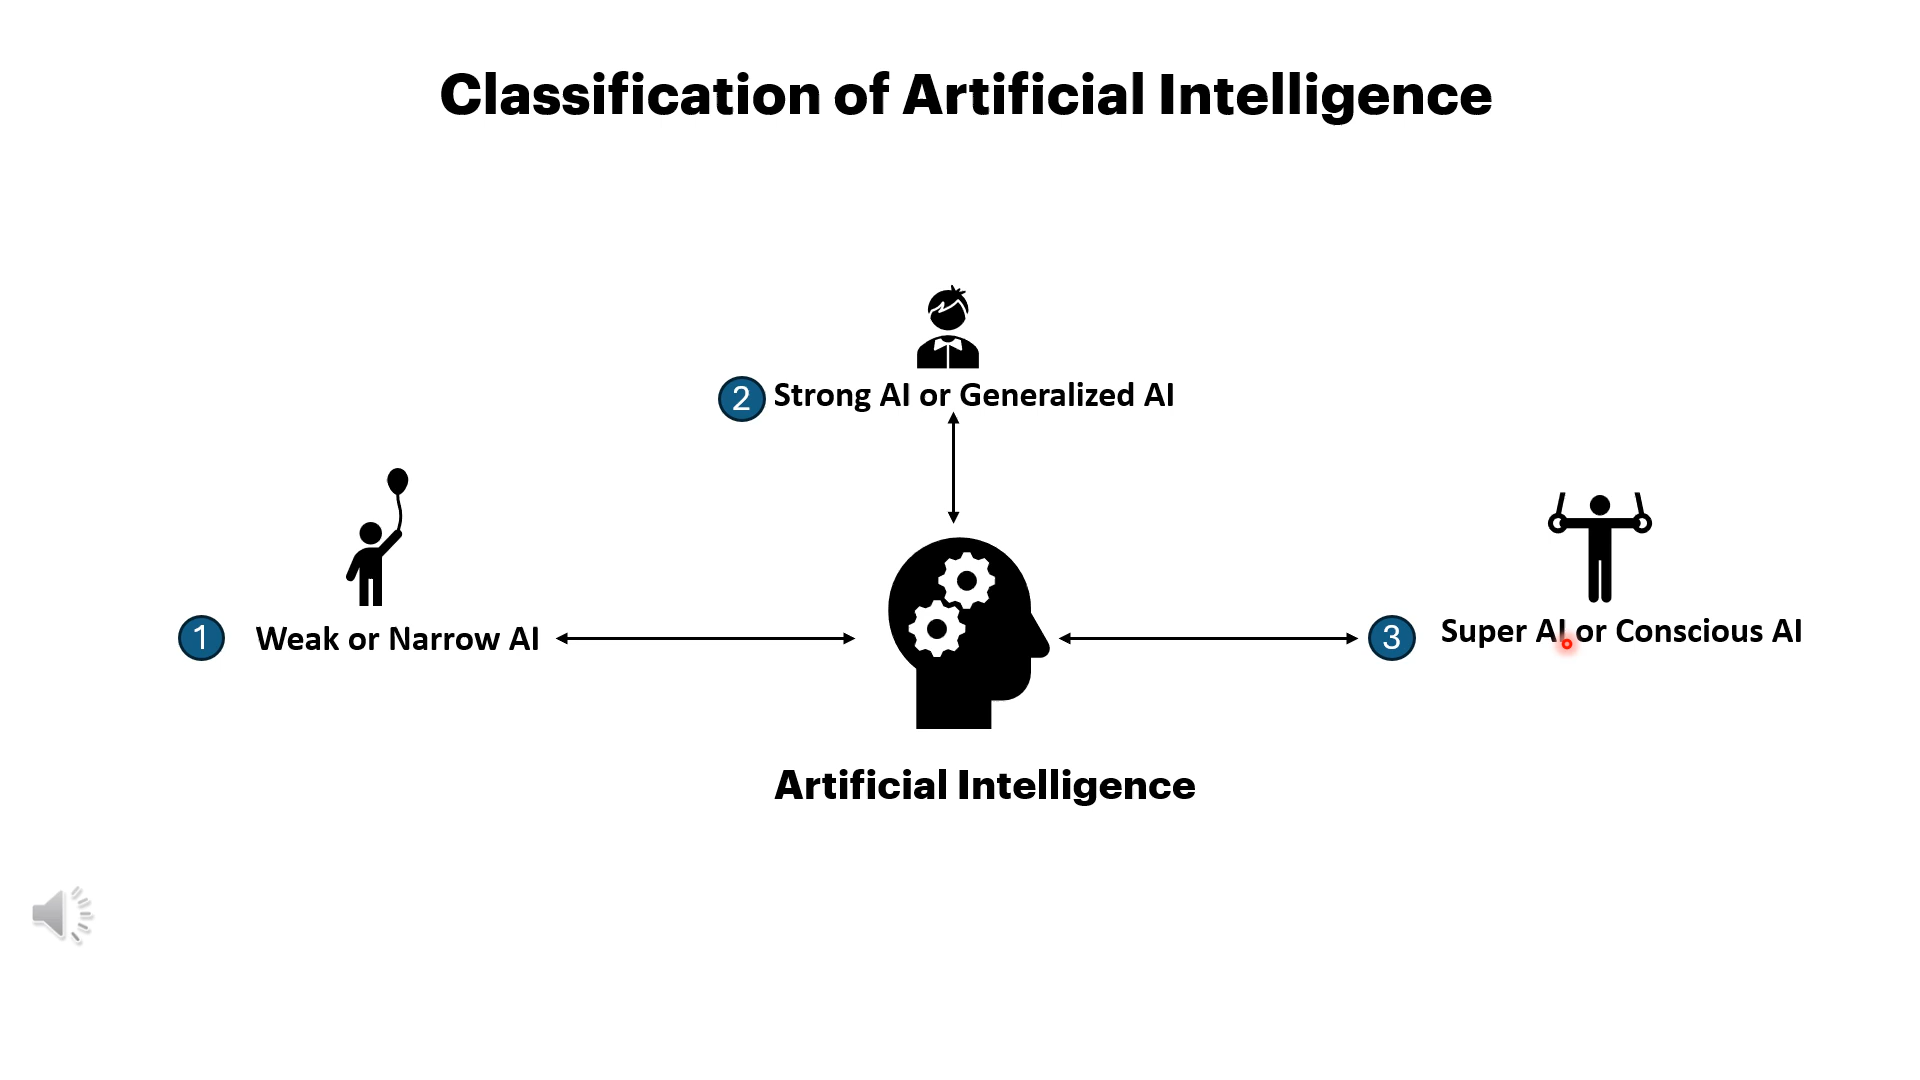 Classification of Artificial Intelligence
2 Strong AI or Generalized AI
1 Weak or Narrow AI
3 Super AI or Conscious AI
Artificial Intelligence